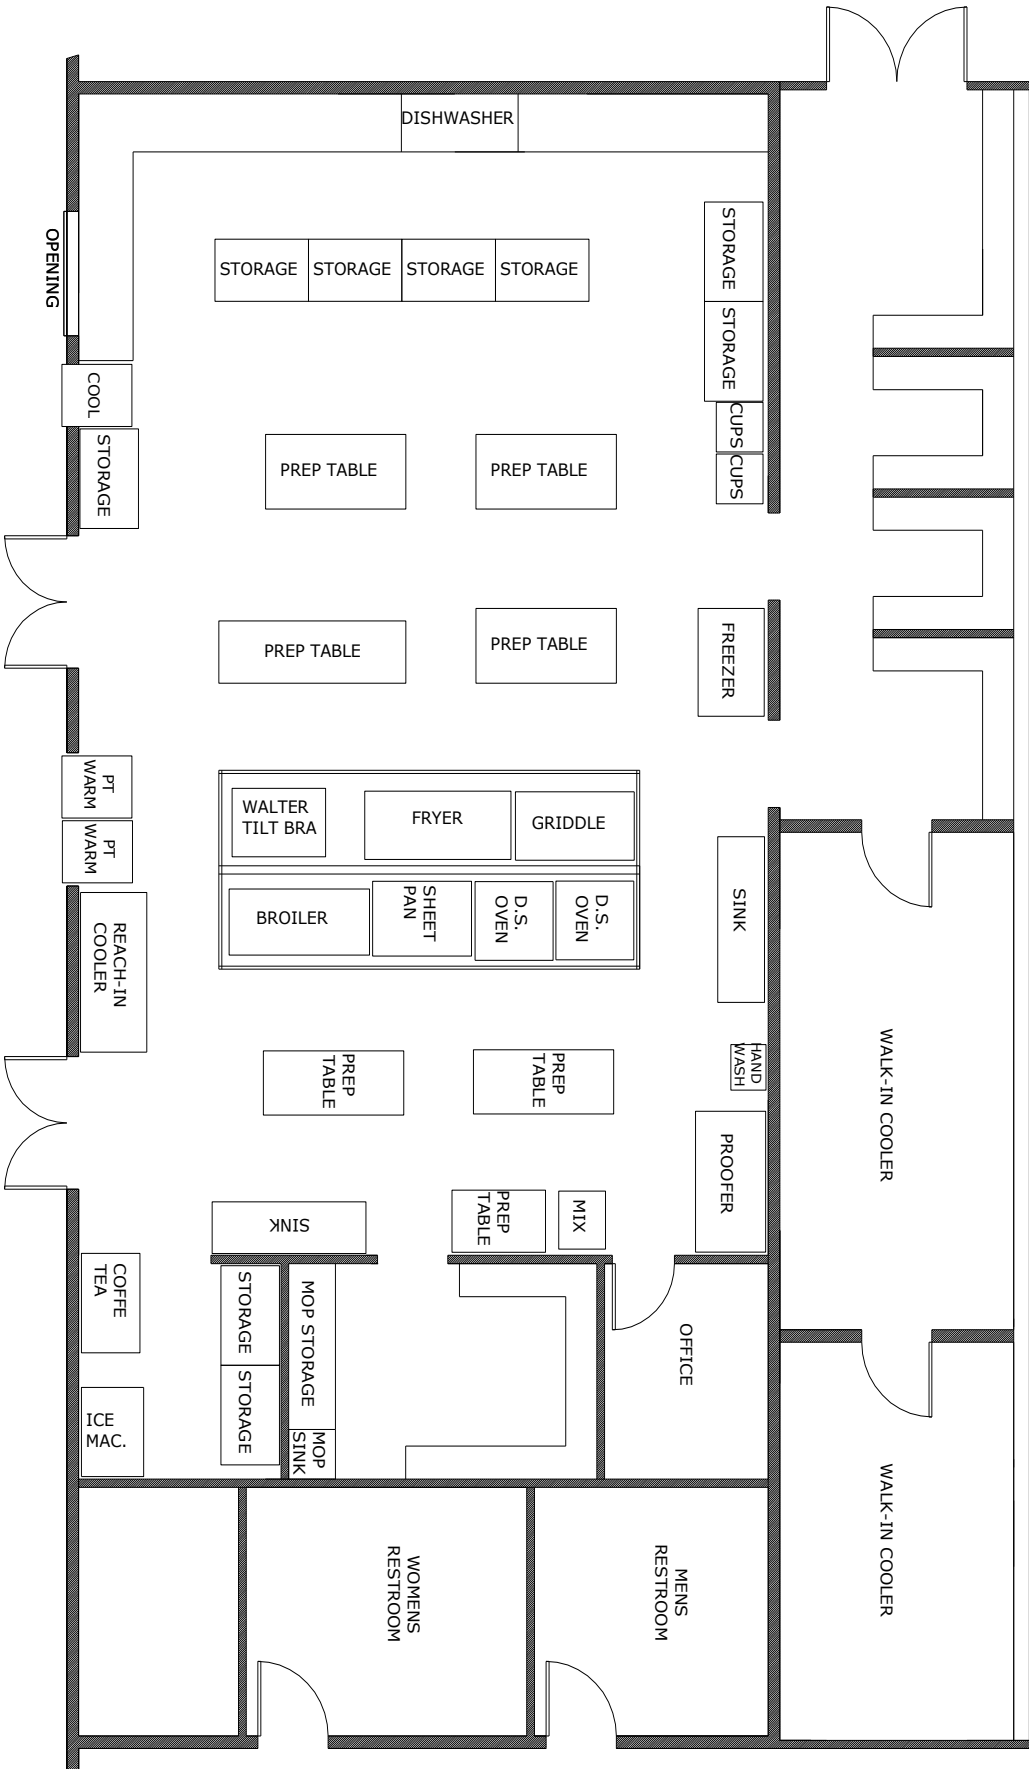 DISHWASHER
OPENING
STORAGE
STORAGE
STORAGE
STORAGE
STORAGE
STORAGE
COOL
CUPS
CUPS
STORAGE
PREP TABLE
PREP TABLE
PREP TABLE
PREP TABLE
FREEZER
PT
WARM
PT
WARM
WALTER
TILT BRA
FRYER
GRIDDLE
BROILER
SHEET
PAN
D.S.
OVEN
D.S.
OVEN
SINK
REACH-IN
COOLER
HAND
WASH
WALK-IN COOLER
PREP
TABLE
PREP
TABLE
PROOFER
SINK
PREP
TABLE
MIX
COFFE
TEA
STORAGE
STORAGE
MOP STORAGE
MOP
SINK
OFFICE
ICE
MAC.
WALK-IN COOLER
WOMENS
RESTROOM
MENS
RESTROOM